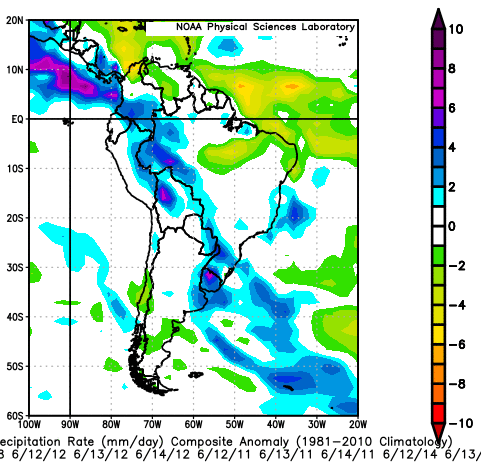 NOAA Physical Sciences Laboratory
20N
10N
EQ
10S
20S
30S
40S
50S
60S
100W 90W 80W 70W 60W 50W 40W 30W 20W
10
8
6
4
2
0
−2
−4
−6
−8
−10
ecipitation Rate (mm/day) Composite Anomaly (1981−2010 Climatology)
8 6/12/12 6/13/12 6/14/12 6/12/11 6/13/11 6/14/11 6/12/14 6/13/